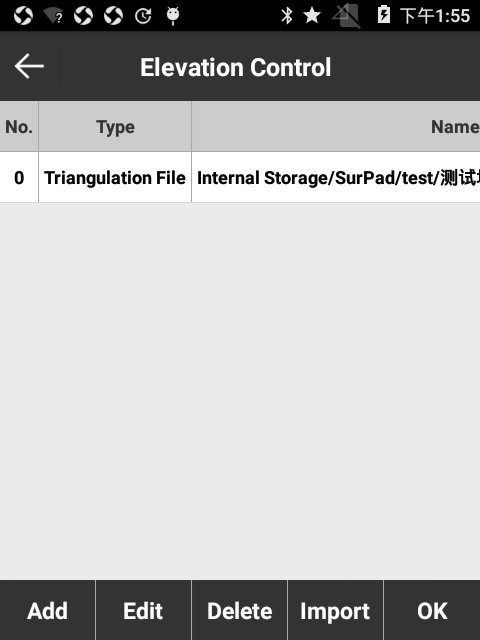 下午1:55
Elevation Control
No. Type Name
0 Triangulation File Internal Storage/SurPad/test/测试
Add Edit Delete Import OK